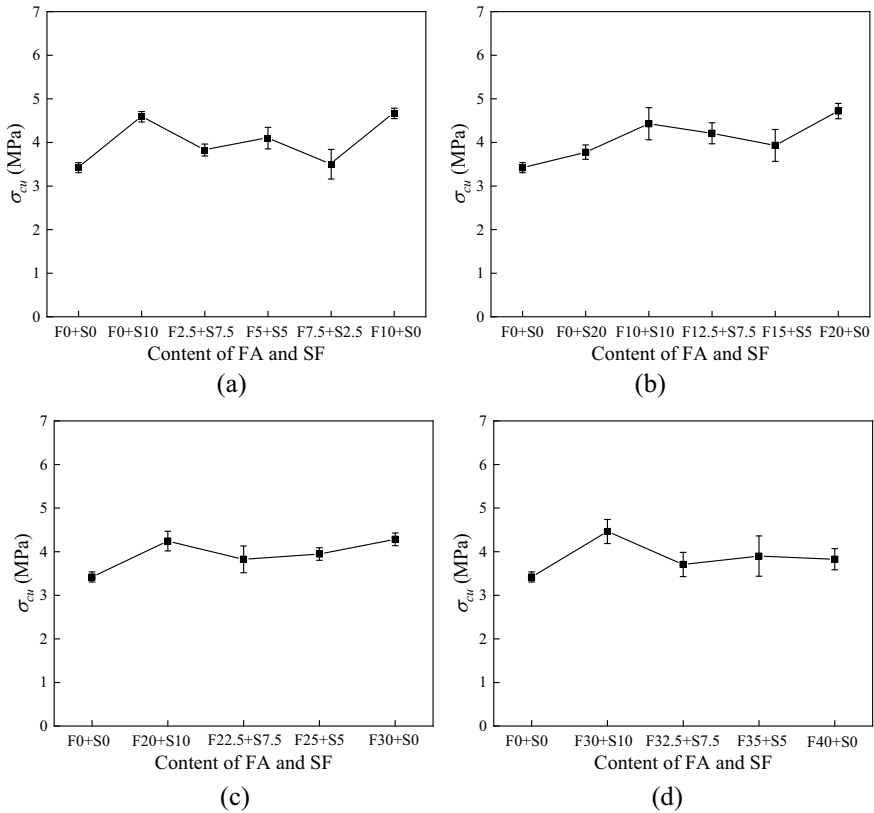 7
6
5
4
3
2
1
0
σcu (MPa)
F0+S0 F0+S10 F2.5+S7.5 F5+S5 F7.5+S2.5 F10+S0
Content of FA and SF
(a)
7
6
5
4
3
2
1
0
σcu (MPa)
F0+S0 F0+S20 F10+S10 F12.5+S7.5 F15+S5 F20+S0
Content of FA and SF
(b)
7
6
5
4
3
2
1
0
σcu (MPa)
F0+S0 F20+S10 F22.5+S7.5 F25+S5 F30+S0
Content of FA and SF
(c)
7
6
5
4
3
2
1
0
σcu (MPa)
F0+S0 F30+S10 F32.5+S7.5 F35+S5 F40+S0
Content of FA and SF
(d)